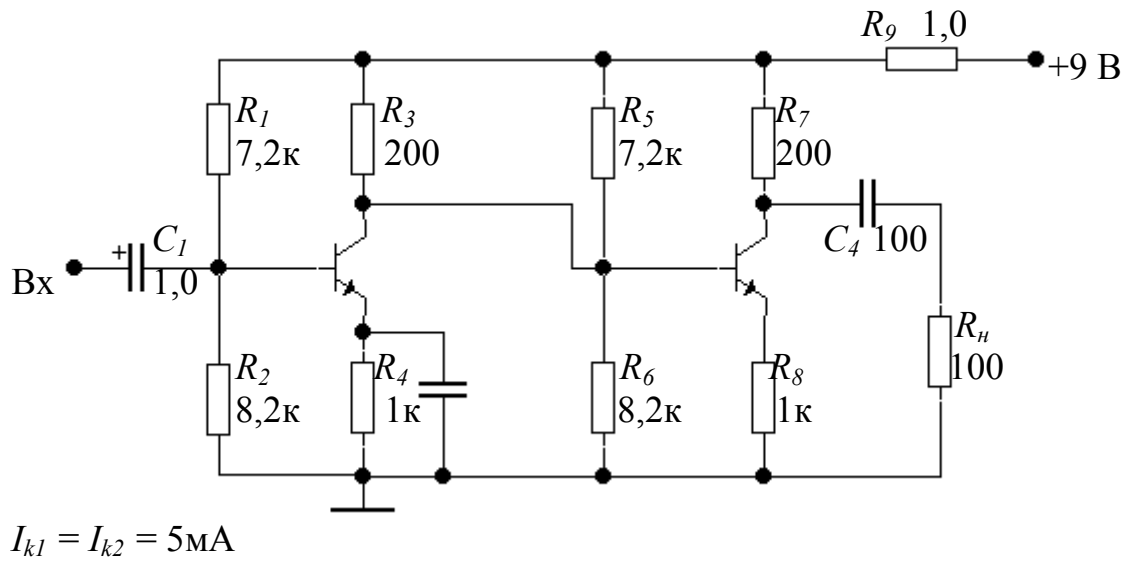 R9 1,0
+9 В
R1
7,2к
R3
200
R5
7,2к
R7
200
+
C1
1,0
Вх
C4 100
R2
8,2к
R4
1к
R6
8,2к
R8
1к
Rн
100
Ik1 = Ik2 = 5мА